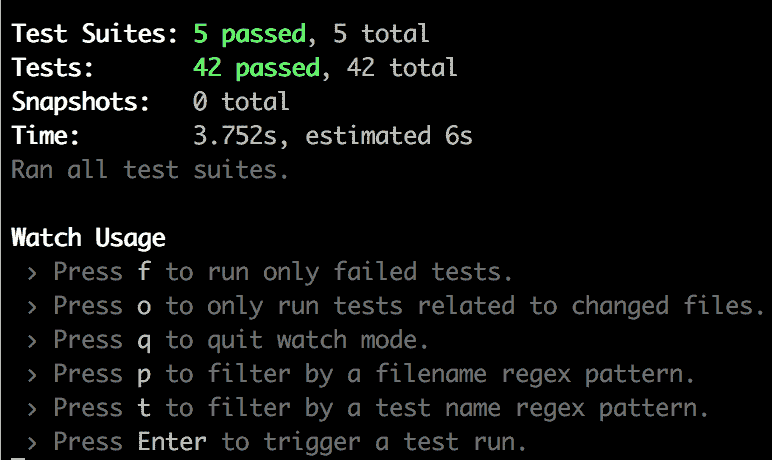 Test Suites: 5 passed, 5 total
Tests:       42 passed, 42 total
Snapshots:   0 total
Time:        3.752s, estimated 6s
Ran all test suites.

Watch Usage
 › Press f to run only failed tests.
 › Press o to only run tests related to changed files.
 › Press q to quit watch mode.
 › Press p to filter by a filename regex pattern.
 › Press t to filter by a test name regex pattern.
 › Press Enter to trigger a test run.